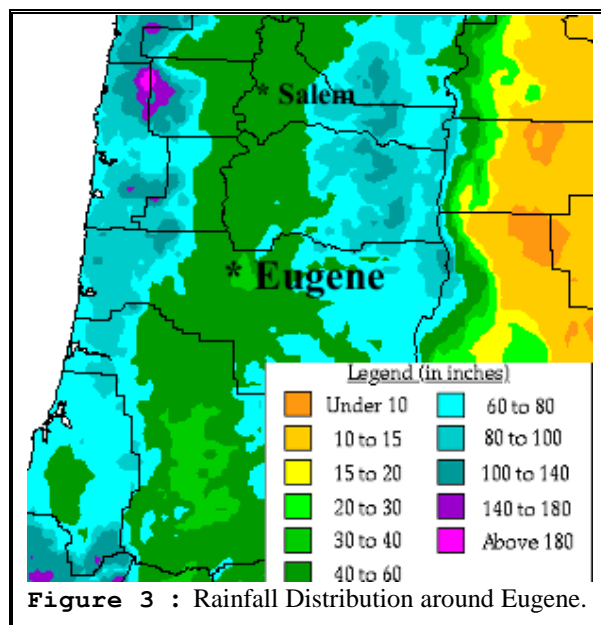 * Salem
* Eugene
Legend (in inches)
Under 10
10 to 15
15 to 20
20 to 30
30 to 40
40 to 60
60 to 80
80 to 100
100 to 140
140 to 180
Above 180
Figure 3 : Rainfall Distribution around Eugene.